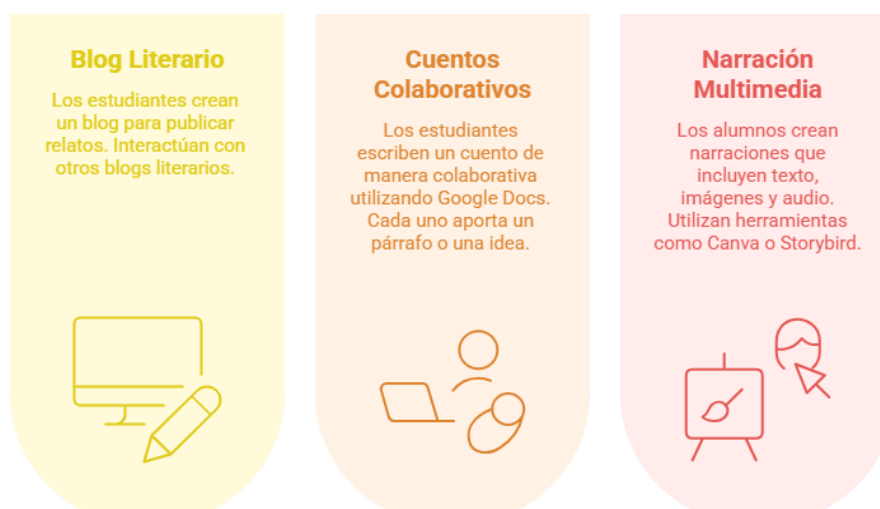 Blog Literario
Los estudiantes crean
un blog para publicar
relatos. Interactúan con
otros blogs literarios.
Cuentos
Colaborativos
Los estudiantes
escriben un cuento de
manera colaborativa
utilizando Google Docs.
Cada uno aporta un
párrafo o una idea.
Narración
Multimedia
Los alumnos crean
narraciones que
incluyen texto,
imágenes y audio.
Utilizan herramientas
como Canva o Storybird.